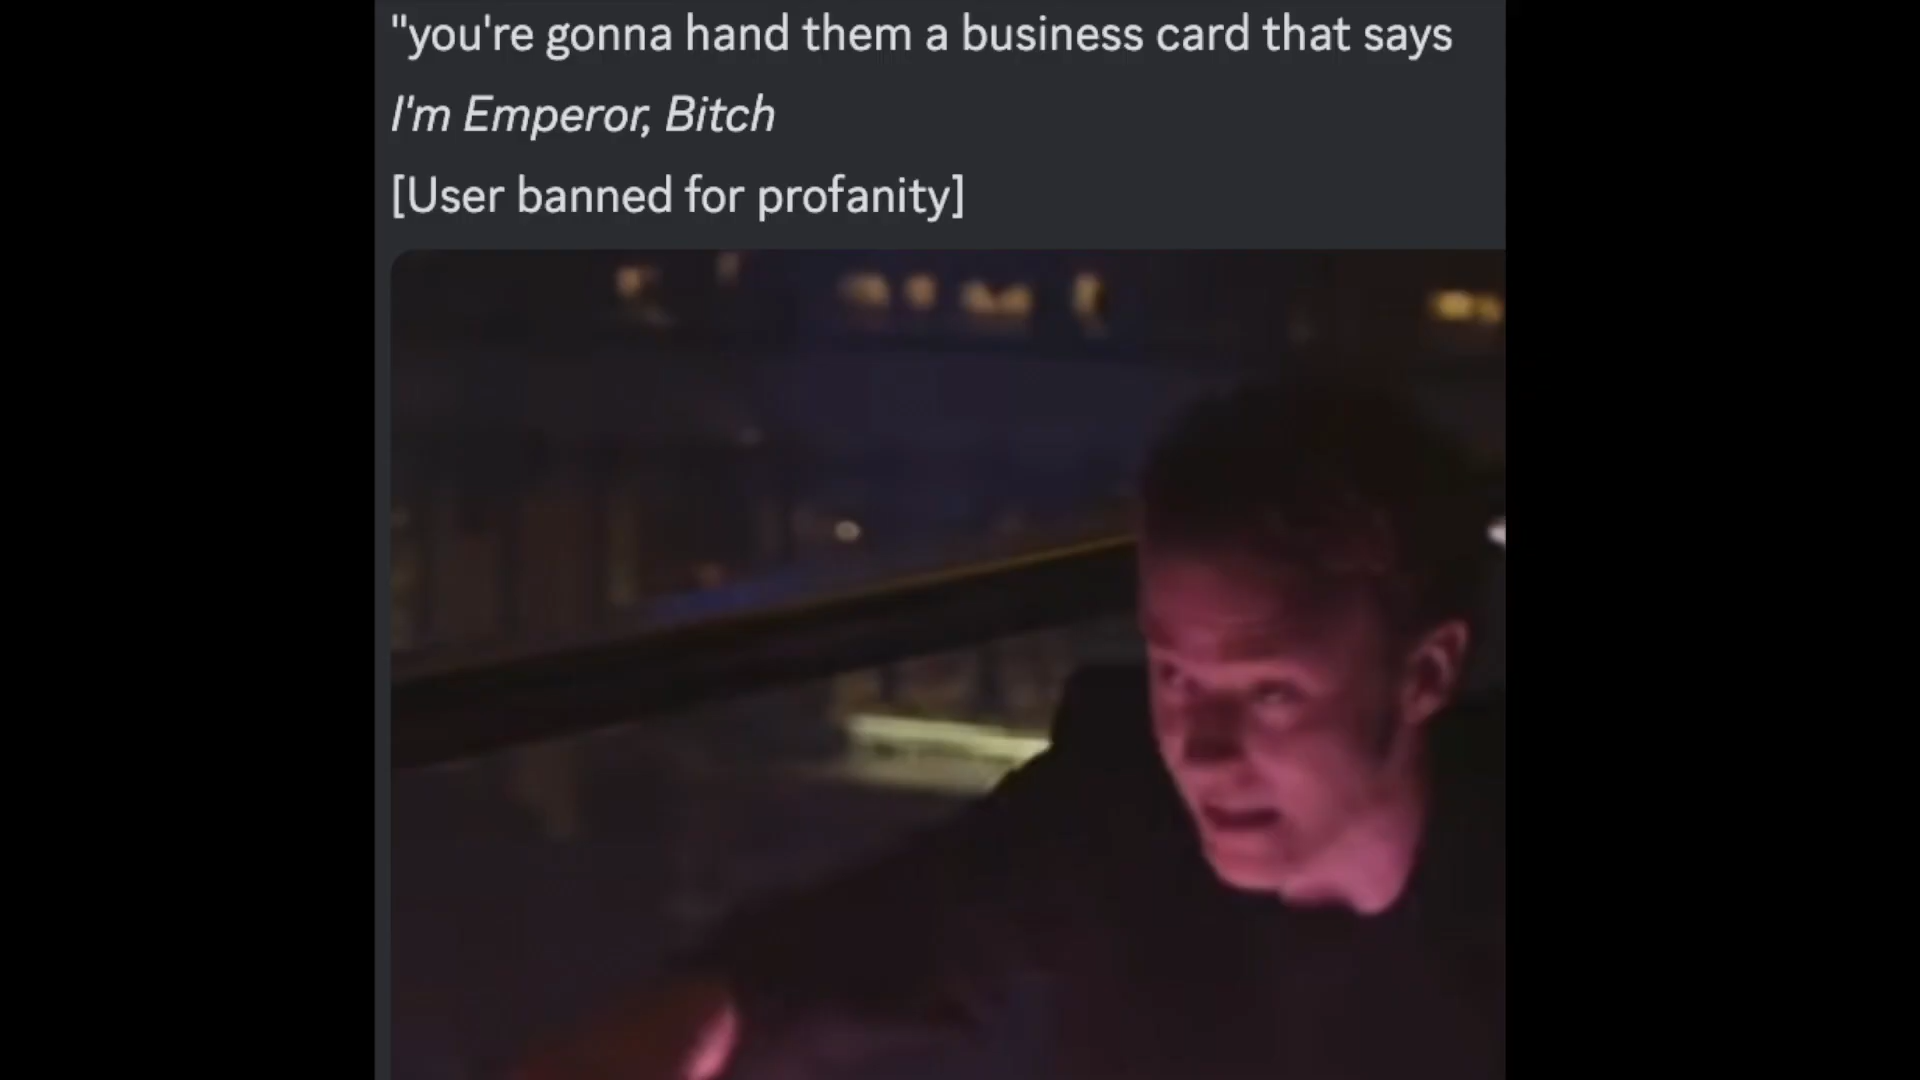 "you're gonna hand them a business card that says
I'm Emperor, Bitch
[User banned for profanity]